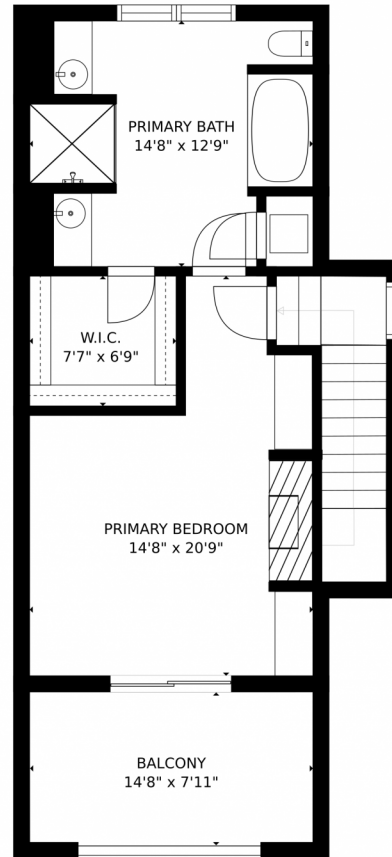 PRIMARY BATH
14'8" x 12'9"
W.I.C.
7'7" x 6'9"
PRIMARY BEDROOM
14'8" x 20'9"
BALCONY
14'8" x 7'11"